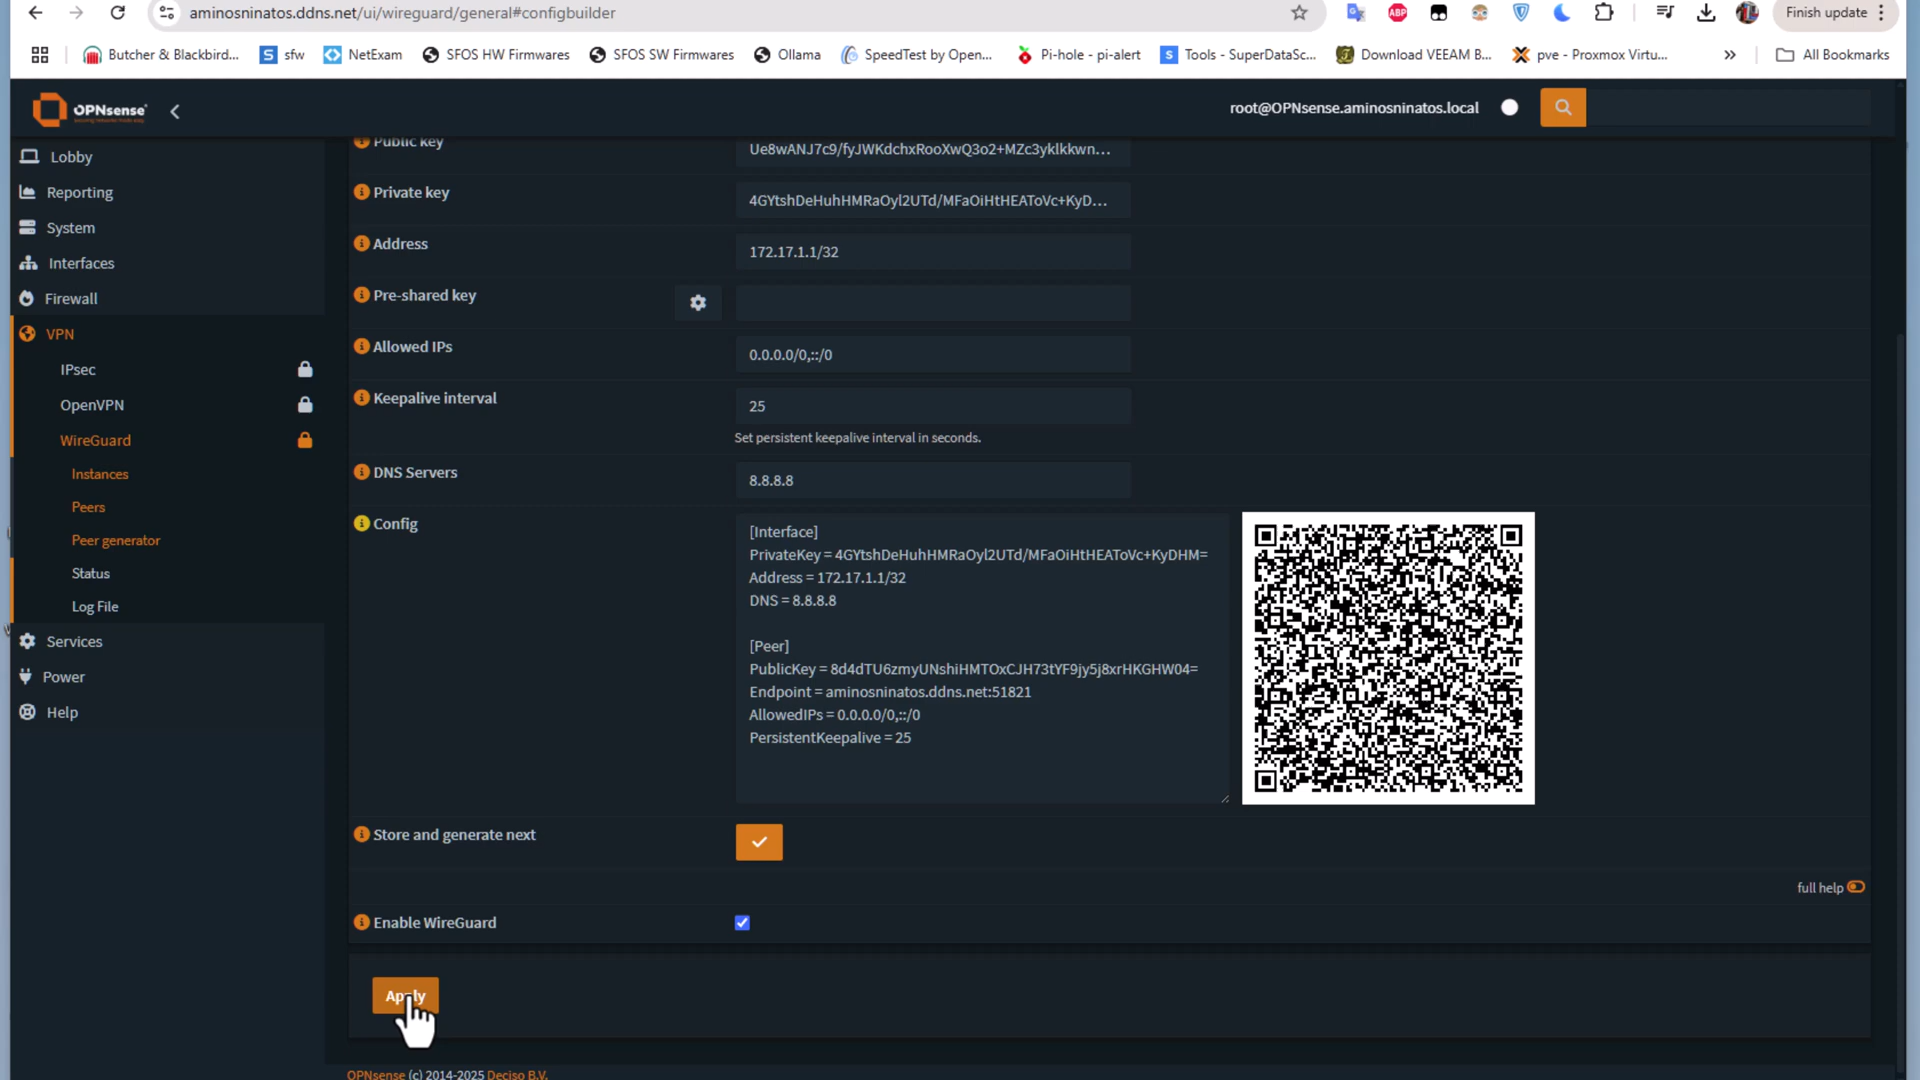 aminosninatos.ddns.net/ui/wireguard/general#configbuilder
ABP
Finish update
Butcher & Blackbird...
S sfw
NetExam
SFOS HW Firmwares
SFOS SW Firmwares
Ollama
SpeedTest by Open...
Pi-hole - pi-alert
S Tools - SuperDataSc...
Download VEEAM B...
pve - Proxmox Virtu...
»
All Bookmarks
OPNsense
root@OPNsense.aminosninatos.local
Lobby
Reporting
System
Interfaces
Firewall
VPN
IPsec
OpenVPN
WireGuard
Instances
Peers
Peer generator
Status
Log File
Services
Power
Help
Public key
Ue8wANJ7c9/fyJWKdchxRooXwQ3o2+MZc3yklkkwn...
Private key
4GYtshDeHuhHMRaOyl2UTd/MFaOiHtHEAToVc+KyD...
Address
172.17.1.1/32
Pre-shared key
Allowed IPs
0.0.0.0/0,::/0
Keepalive interval
25
Set persistent keepalive interval in seconds.
DNS Servers
8.8.8.8
Config
[Interface]
PrivateKey = 4GYtshDeHuhHMRaOyl2UTd/MFaOiHtHEAToVc+KyDHM=
Address = 172.17.1.1/32
DNS = 8.8.8.8
[Peer]
PublicKey = 8d4dTU6zmyUNshiHMTOxCJH73tYF9jy5j8xrHKGHW04=
Endpoint = aminosninatos.ddns.net:51821
AllowedIPs = 0.0.0.0/0,::/0
PersistentKeepalive = 25
Store and generate next
full help
Enable WireGuard
Apply
OPNsense (c) 2014-2025 Deciso B.V.